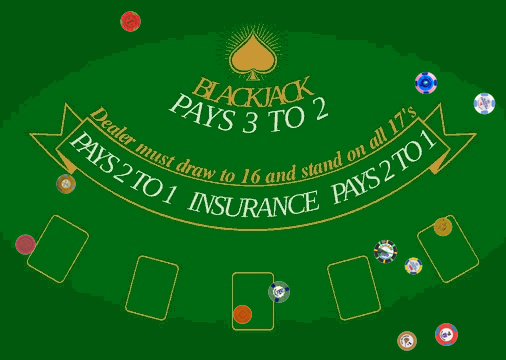 BLACKJACK
PAYS 3 TO 2
Dealer must draw to 16 and stand on all 17's
PAYS 2 TO 1 INSURANCE PAYS 2 TO 1